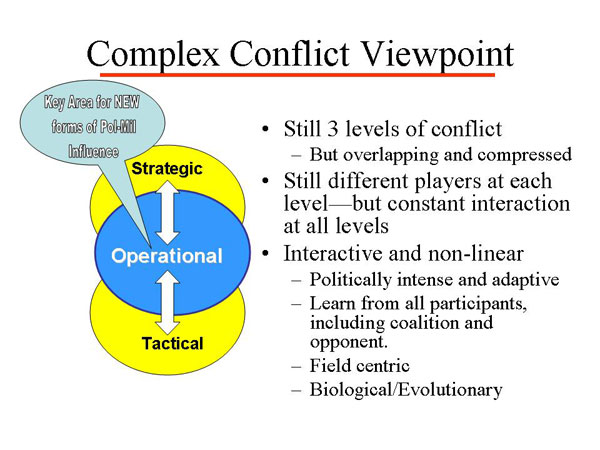 Complex Conflict Viewpoint
Key Area for NEW
forms of Pol-Mil
Influence
Strategic
Operational
Tactical
• Still 3 levels of conflict
– But overlapping and compressed
• Still different players at each
level—but constant interaction
at all levels
• Interactive and non-linear
– Politically intense and adaptive
– Learn from all participants,
including coalition and
opponent.
– Field centric
– Biological/Evolutionary